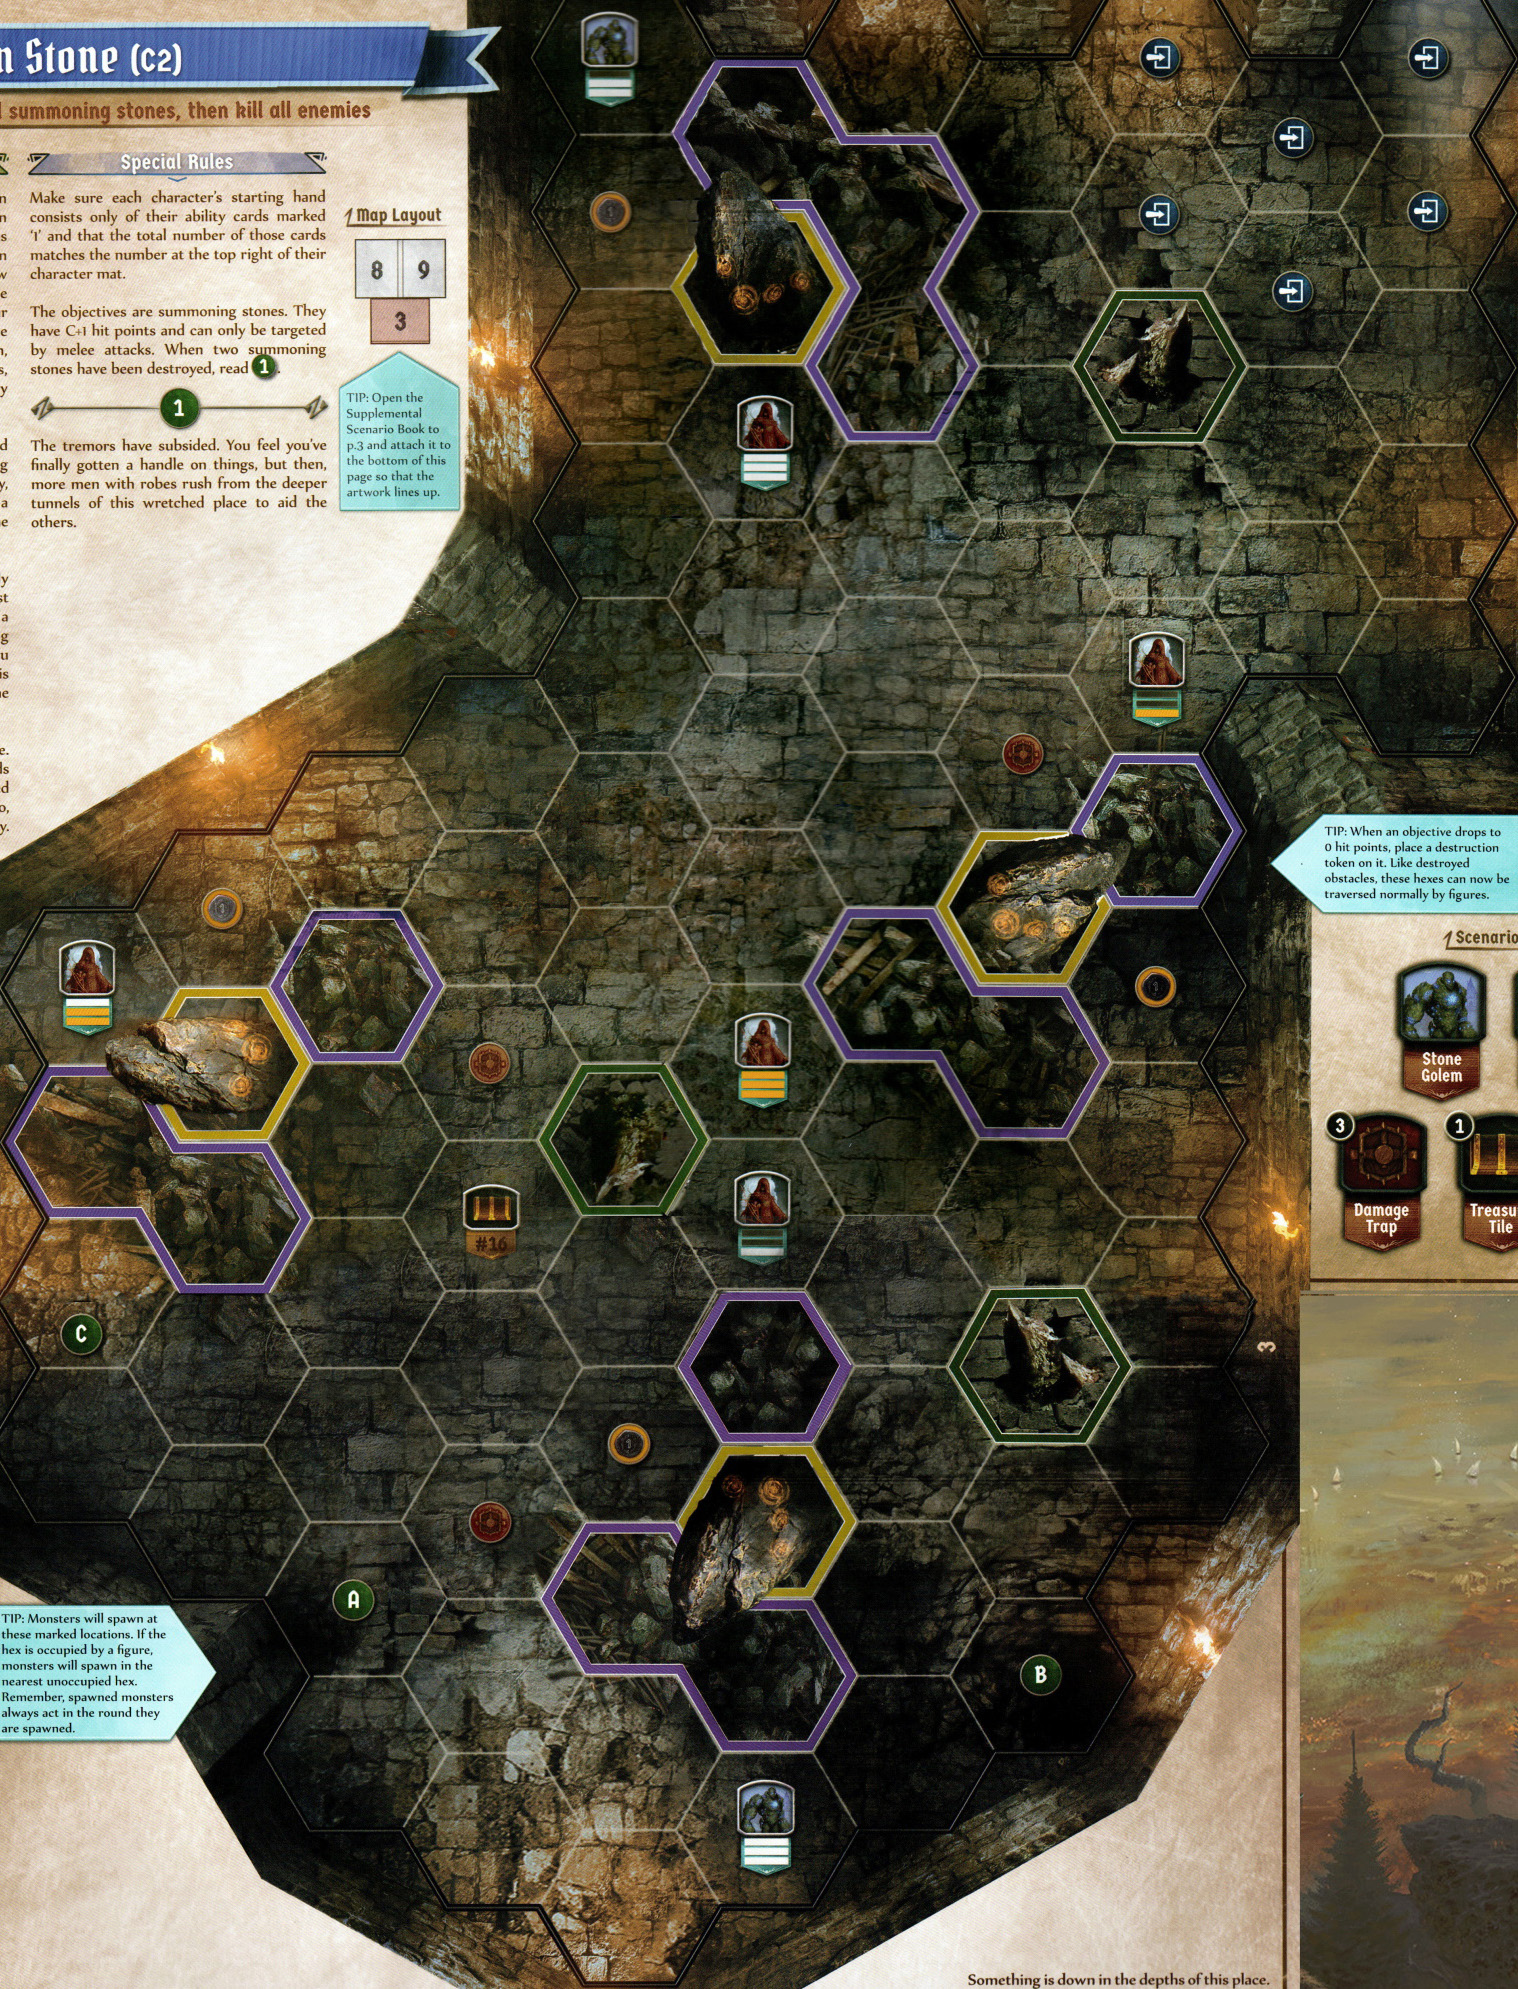 n Stone (C2)
l summoning stones, then kill all enemies
Special Rules
Make sure each character's starting hand
consists only of their ability cards marked
'1' and that the total number of those cards
matches the number at the top right of their
character mat.
The objectives are summoning stones. They
have C+1 hit points and can only be targeted
by melee attacks. When two summoning
stones have been destroyed, read 1.
1
The tremors have subsided. You feel you've
finally gotten a handle on things, but then,
more men with robes rush from the deeper
tunnels of this wretched place to aid the
others.
Map Layout
8 9
3
TIP: Open the
Supplemental
Scenario Book to
p.3 and attach it to
the bottom of this
page so that the
artwork lines up.
1
TIP: When an objective drops to
0 hit points, place a destruction
token on it. Like destroyed
obstacles, these hexes can now be
traversed normally by figures.
Scenario
Stone
Golem
3
Damage
Trap
1
Treasu
Tile
1
1
#16
C
3
1
A
B
TIP: Monsters will spawn at
these marked locations. If the
hex is occupied by a figure,
monsters will spawn in the
nearest unoccupied hex.
Remember, spawned monsters
always act in the round they
are spawned.
Something is down in the depths of this place.